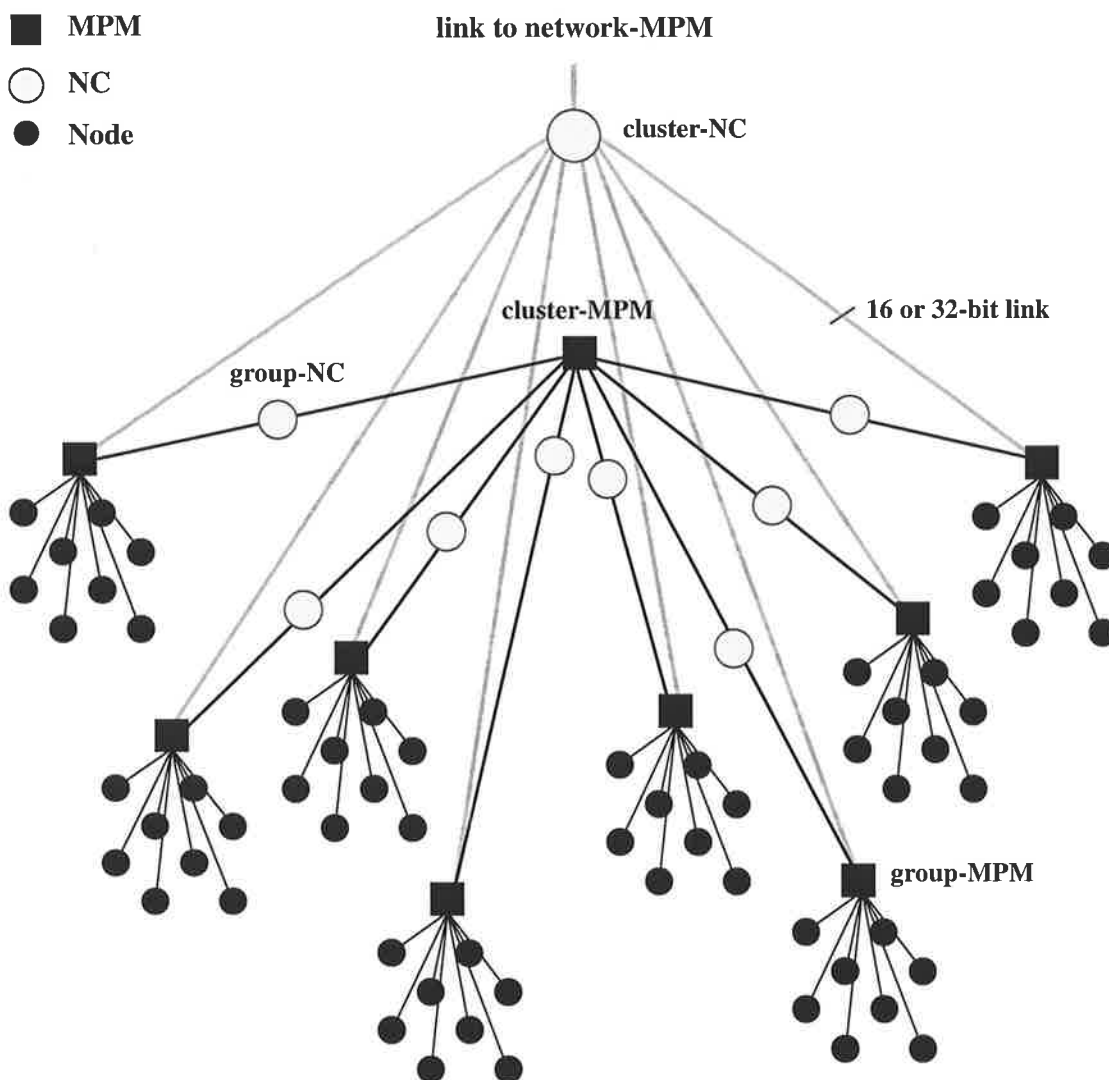 MPM
link to network-MPM
NC
Node
cluster-NC
16 or 32-bit link
cluster-MPM
group-NC
group-MPM